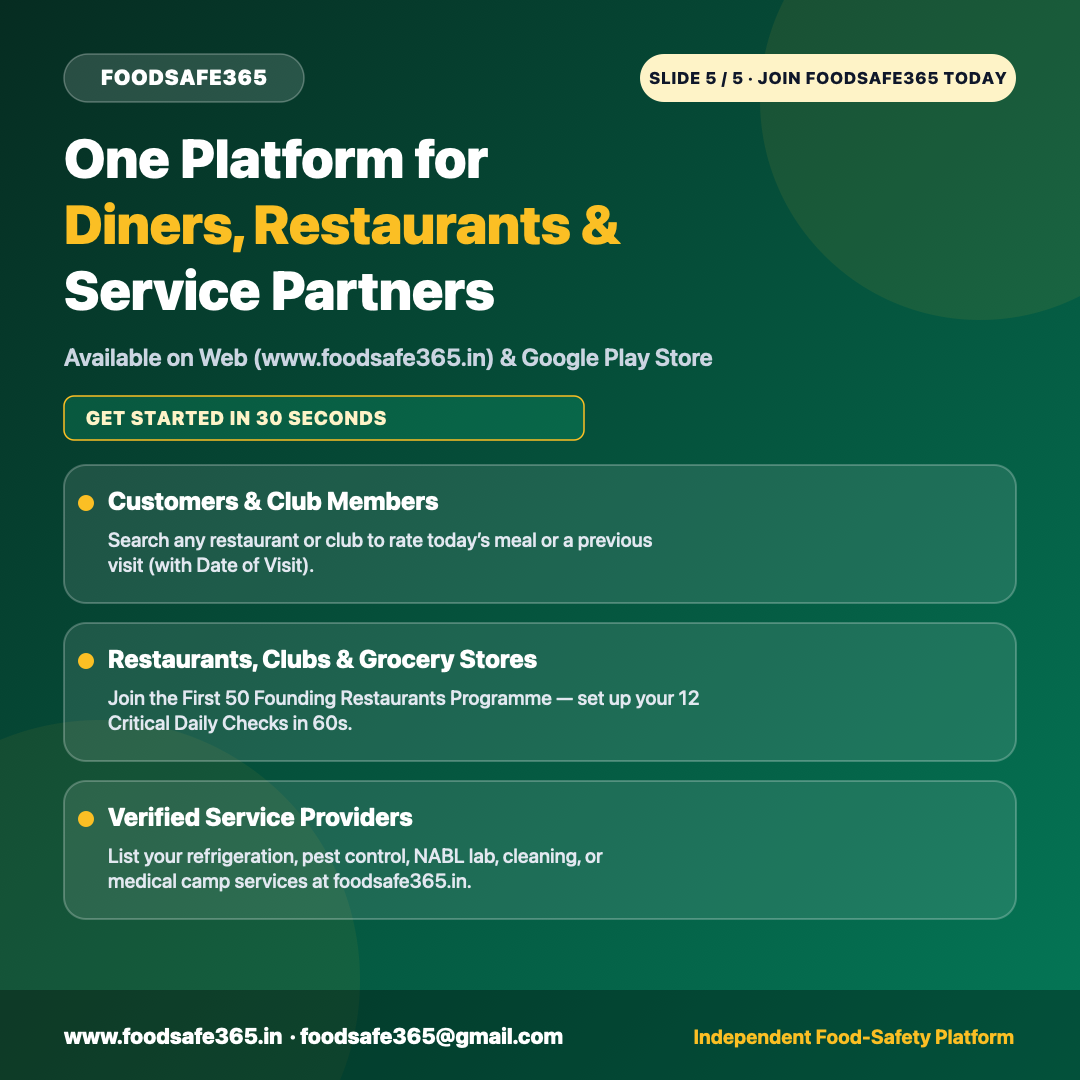 FOODSAFE365
SLIDE 5 / 5 · JOIN FOODSAFE365 TODAY
One Platform for
Diners, Restaurants &
Service Partners
Available on Web (www.foodsafe365.in) & Google Play Store
GET STARTED IN 30 SECONDS
Customers & Club Members
Search any restaurant or club to rate today’s meal or a previous
visit (with Date of Visit).
Restaurants, Clubs & Grocery Stores
Join the First 50 Founding Restaurants Programme — set up your 12
Critical Daily Checks in 60s.
Verified Service Providers
List your refrigeration, pest control, NABL lab, cleaning, or
medical camp services at foodsafe365.in.
www.foodsafe365.in · foodsafe365@gmail.com
Independent Food-Safety Platform